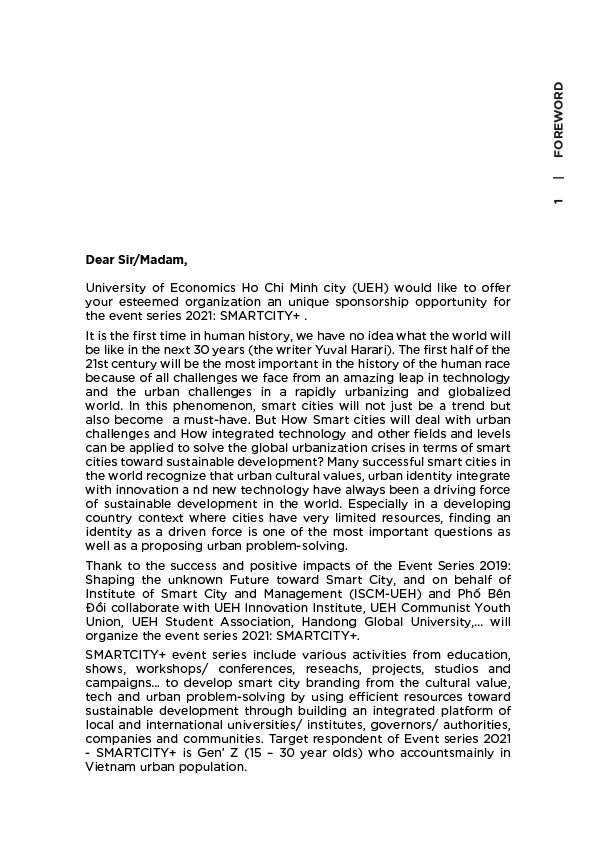 1 | FOREWORD
Dear Sir/Madam,
University of Economics Ho Chi Minh city (UEH) would like to offer
your esteemed organization an unique sponsorship opportunity for
the event series 2021: SMARTCITY+ .
It is the first time in human history, we have no idea what the world will
be like in the next 30 years (the writer Yuval Harari). The first half of the
21st century will be the most important in the history of the human race
because of all challenges we face from an amazing leap in technology
and the urban challenges in a rapidly urbanizing and globalized
world. In this phenomenon, smart cities will not just be a trend but
also become  a must-have. But How Smart cities will deal with urban
challenges and How integrated technology and other fields and levels
can be applied to solve the global urbanization crises in terms of smart
cities toward sustainable development? Many successful smart cities in
the world recognize that urban cultural values, urban identity integrate
with innovation a nd new technology have always been a driving force
of sustainable development in the world. Especially in a developing
country context where cities have very limited resources, finding an
identity as a driven force is one of the most important questions as
well as a proposing urban problem-solving.
Thank to the success and positive impacts of the Event Series 2019:
Shaping the unknown Future toward Smart City, and on behalf of
Institute of Smart City and Management (ISCM-UEH) and Phố Bên
Đồi collaborate with UEH Innovation Institute, UEH Communist Youth
Union, UEH Student Association, Handong Global University,... will
organize the event series 2021: SMARTCITY+.
SMARTCITY+ event series include various activities from education,
shows, workshops/ conferences, reseachs, projects, studios and
campaigns... to develop smart city branding from the cultural value,
tech and urban problem-solving by using efficient resources toward
sustainable development through building an integrated platform of
local and international universities/ institutes, governors/ authorities,
companies and communities. Target respondent of Event series 2021
- SMARTCITY+ is Gen’ Z (15 – 30 year olds) who accountsmainly in
Vietnam urban population.